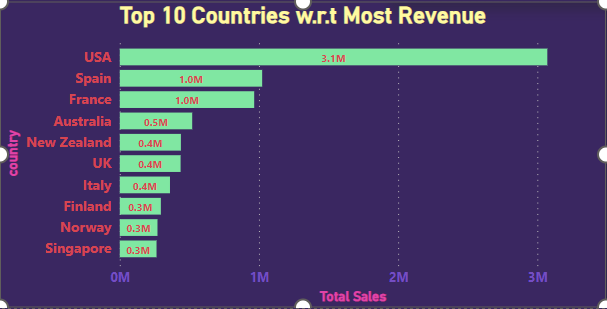 Top 10 Countries w.r.t Most Revenue
country
USA 3.1M
Spain 1.0M
France 1.0M
Australia 0.5M
New Zealand 0.4M
UK 0.4M
Italy 0.4M
Finland 0.3M
Norway 0.3M
Singapore 0.3M
0M 1M 2M 3M
Total Sales